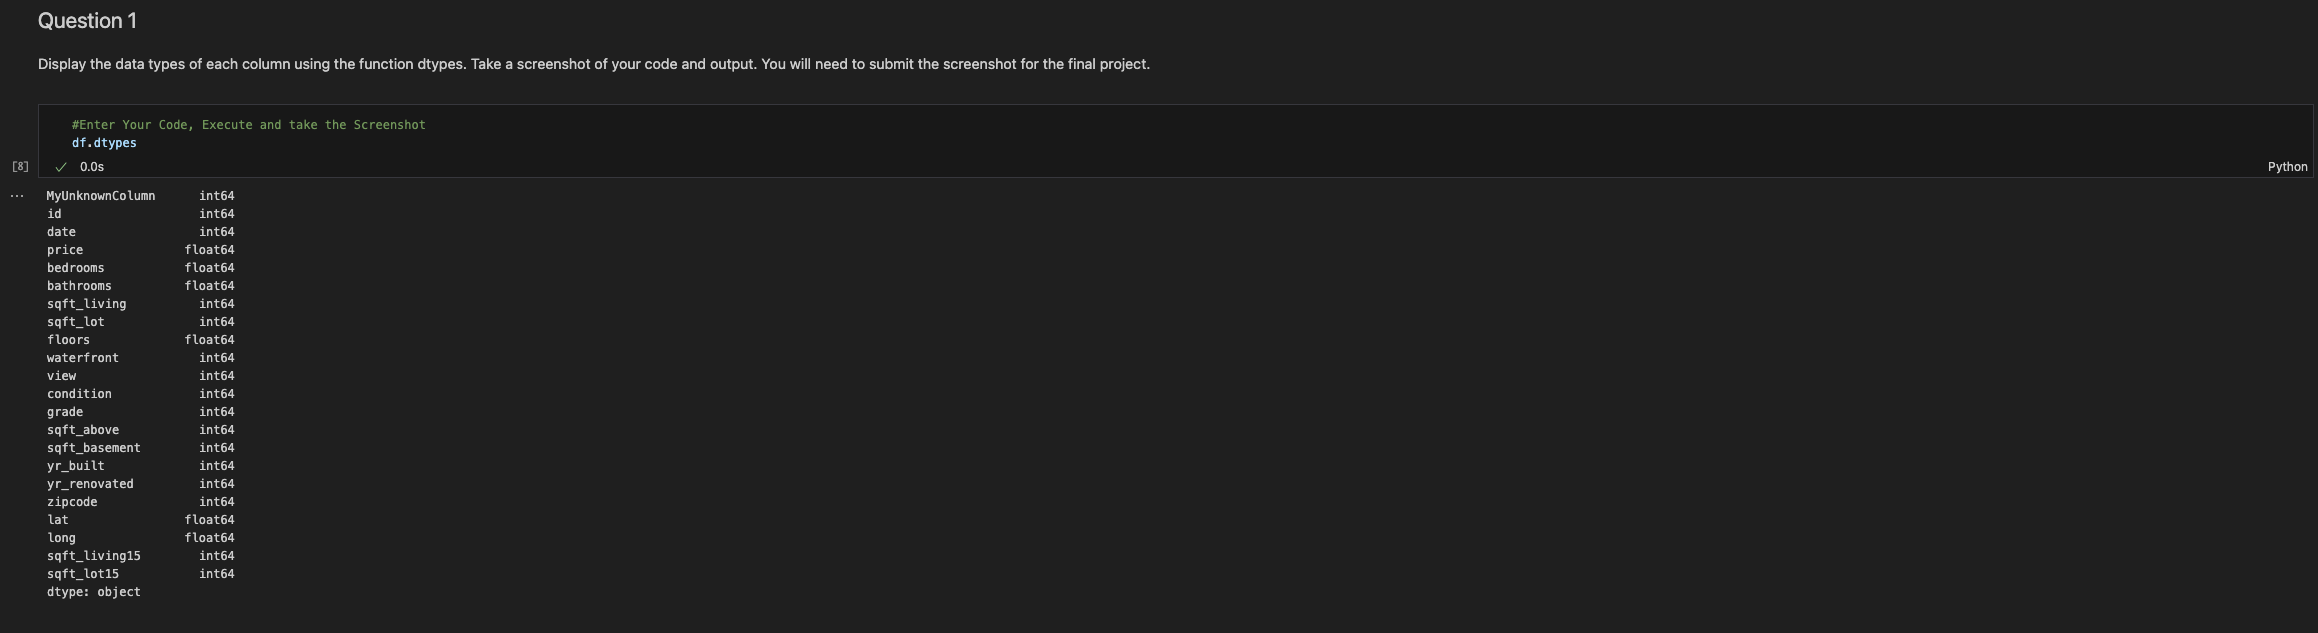 Question 1
Display the data types of each column using the function dtypes. Take a screenshot of your code and output. You will need to submit the screenshot for the final project.
#Enter Your Code, Execute and take the Screenshot
df.dtypes
[8] ✓ 0.0s Python
... MyUnknownColumn int64
id int64
date int64
price float64
bedrooms float64
bathrooms float64
sqft_living int64
sqft_lot int64
floors float64
waterfront int64
view int64
condition int64
grade int64
sqft_above int64
sqft_basement int64
yr_built int64
yr_renovated int64
zipcode int64
lat float64
long float64
sqft_living15 int64
sqft_lot15 int64
dtype: object